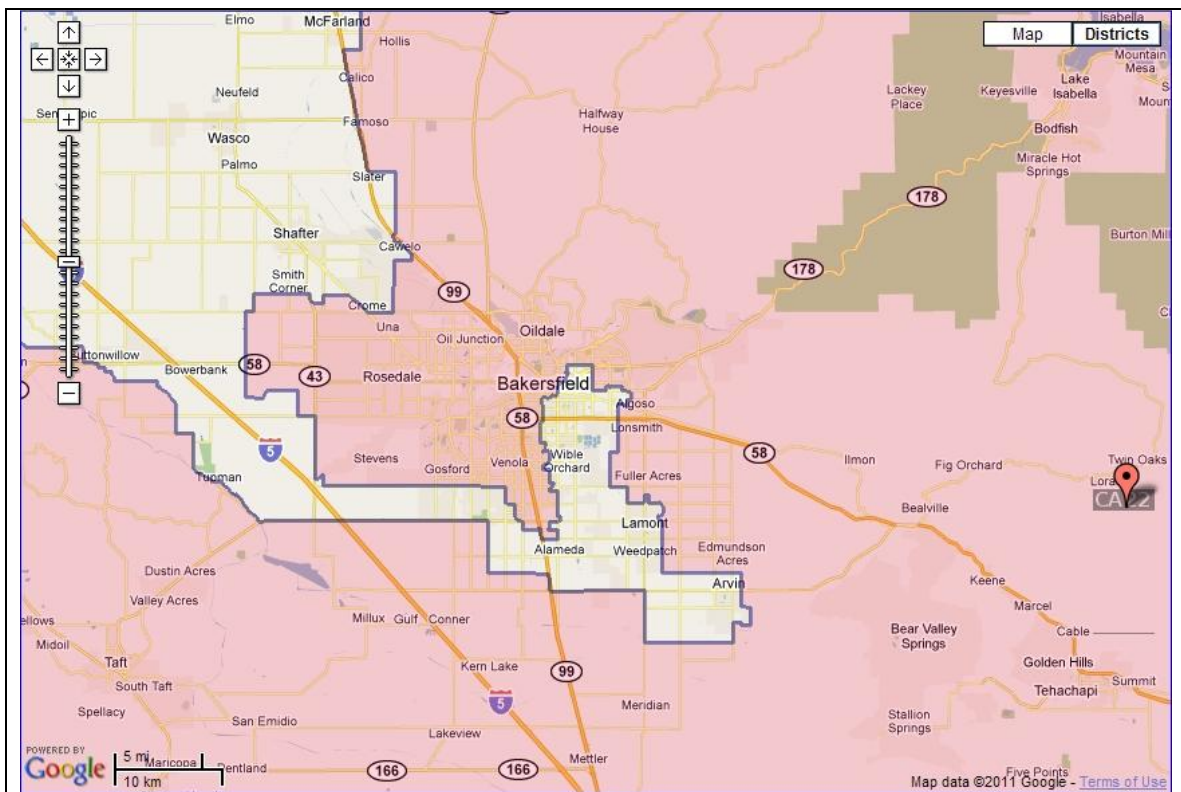 Elmo
McFarland
Hollis
Map
Districts
Isabella
Mountain
Mesa
Calico
Neufeld
Lackey
Place
Keyesville
Lake
Isabella
Famoso
Halfway
House
Wasco
Palmo
Bodfish
Miracle Hot
Springs
Slater
178
Shafter
Cawelo
Burton Mill
Smith
Corner
178
99
Crome
Una
Oil Junction
Oildale
Buttonwillow
Bowerbank
58
43
Rosedale
Bakersfield
Algoso
58
Lonsmith
5
Stevens
Gosford
Venola
Wible
Orchard
58
Ilmon
Fig Orchard
Twin Oaks
Tupman
Fuller Acres
CA 22
Bealville
Lamont
Alameda
Weedpatch
Edmundson
Acres
Dustin Acres
Arvin
Keene
Valley Acres
Marcel
Millux
Gulf
Conner
Bear Valley
Springs
Cable
Midoil
Taft
Kern Lake
99
Golden Hills
Summit
South Taft
5
Tehachapi
Spellacy
San Emidio
Meridian
Stallion
Springs
Lakeview
POWERED BY
Google
5 mi
10 km
Maricopa
Pentland
166
166
Mettler
Five Points
Map data ©2011 Google - Terms of Use